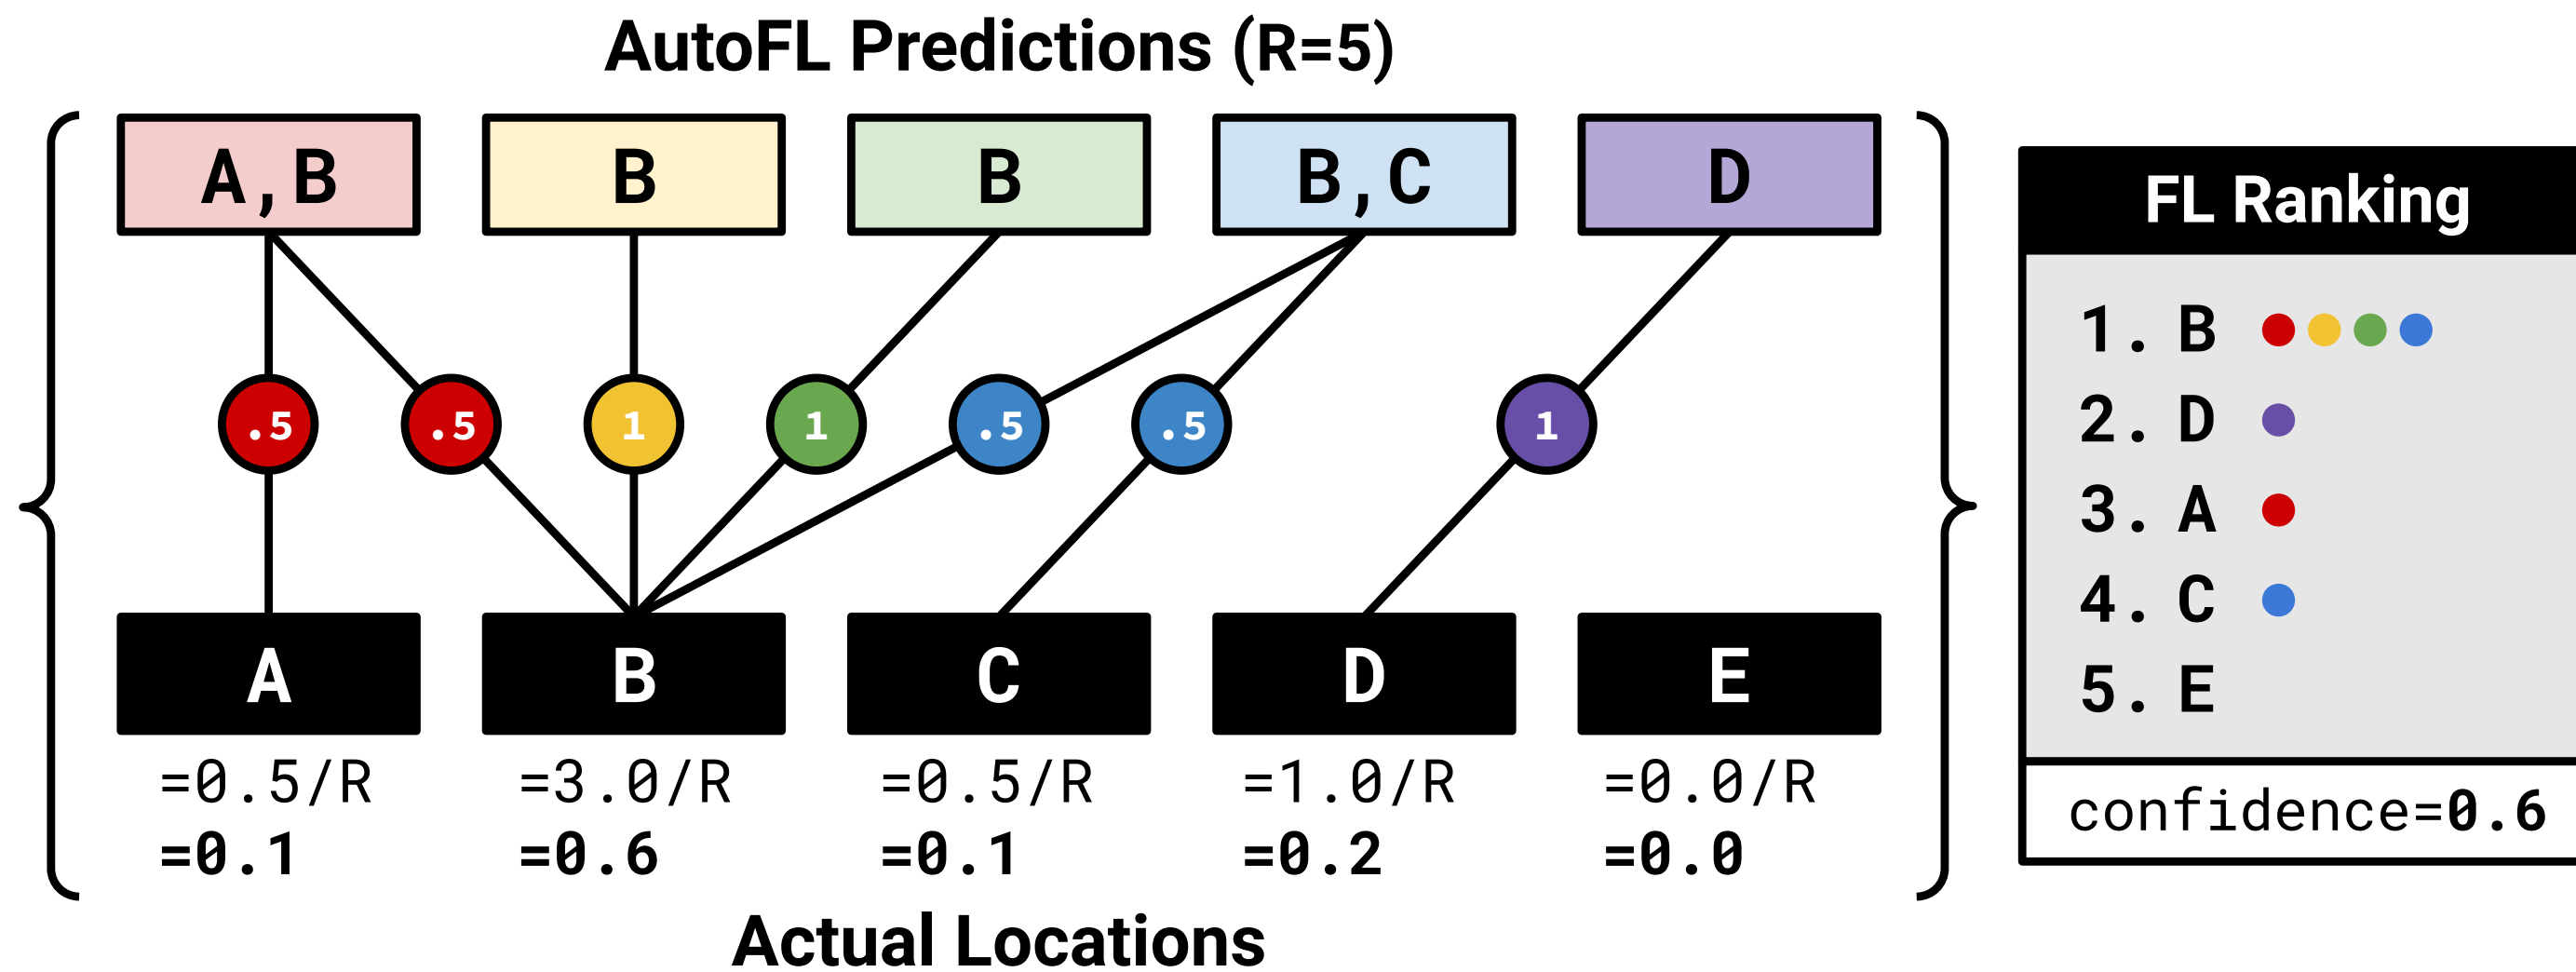 AutoFL Predictions (R=5)
A,B B B B,C D
.5 .5 1 1 .5 .5 1
A B C D E
=0.5/R =3.0/R =0.5/R =1.0/R =0.0/R
=0.1 =0.6 =0.1 =0.2 =0.0
Actual Locations
FL Ranking
1. B
2. D
3. A
4. C
5. E
confidence=0.6